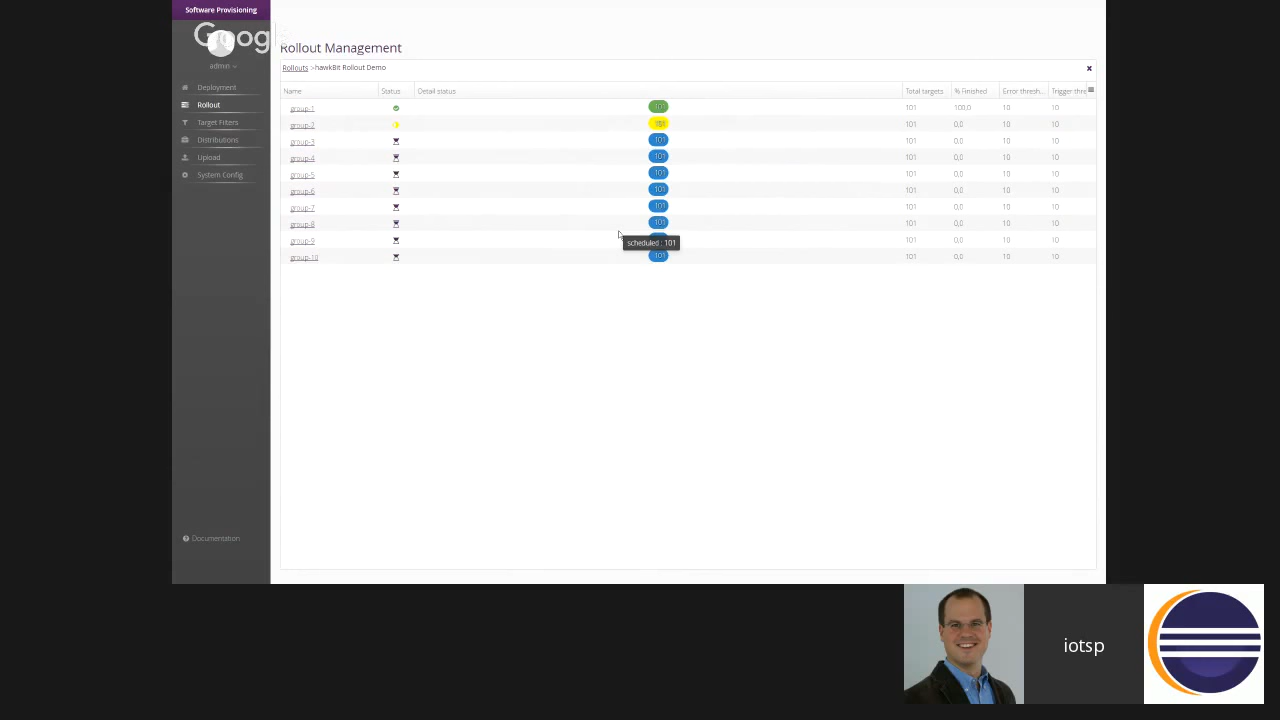 Software Provisioning
Google
admin
Rollout Management
Rollouts >hawkBit Rollout Demo
Deployment
Rollout
Target Filters
Distributions
Upload
System Config
Name Status Detail status Total targets % Finished Error thresh... Trigger thre
group-1 101 101 100,0 10 10
group-2 101 101 0,0 10 10
group-3 101 101 0,0 10 10
group-4 101 101 0,0 10 10
group-5 101 101 0,0 10 10
group-6 101 101 0,0 10 10
group-7 101 101 0,0 10 10
group-8 101 101 0,0 10 10
group-9 101 0,0 10 10
scheduled : 101
group-10 101 101 0,0 10 10
Documentation
iotsp